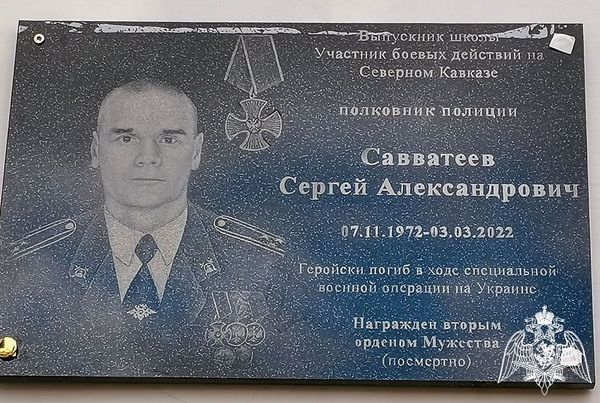 Выпускник школы
Участник боевых действий на
Северном Кавказе
полковник полиции
Савватеев
Сергей Александрович
07.11.1972-03.03.2022
Геройски погиб в ходе специальной
военной операции на Украине
Награжден вторым
орденом Мужества
(посмертно)